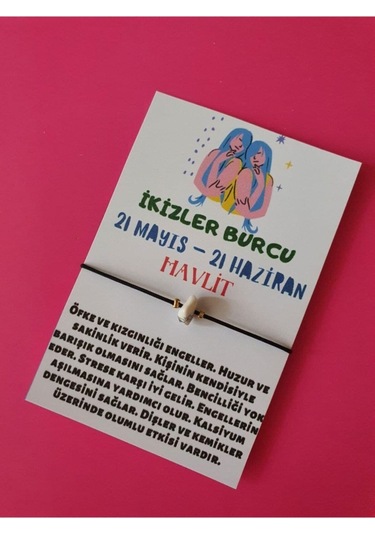 İKİZLER BURCU
21 MAYIS – 21 HAZİRAN
HAVLİT
ÖFKE VE KIZGINLIĞI ENGELLER. HUZUR VE
SAKİNLİK VERİR. KİŞİNİN KENDİSİYLE
BARIŞIK OLMASINI SAĞLAR. BENCİLLİĞİ YOK
EDER. STRESE KARŞI İYİ GELİR. ENGELLERİN
AŞILMASINA YARDIMCI OLUR. KALSİYUM
DENGESİNİ SAĞLAR. DİŞLER VE KEMİKLER
ÜZERİNDE OLUMLU ETKİSİ VARDIR.